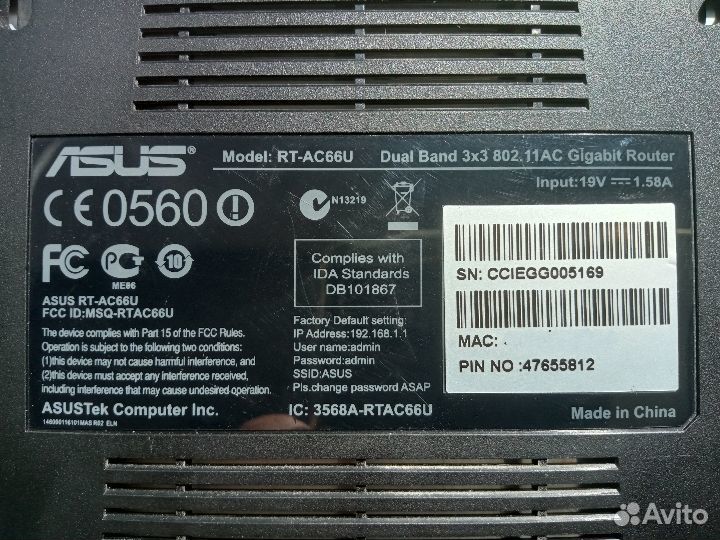 ASUS®
Model: RT-AC66U Dual Band 3x3 802.11AC Gigabit Router
Input:19V 1.58A
CE0560
N13219
FC
ME86
10
ASUS RT-AC66U
FCC ID:MSQ-RTAC66U
The device complies with Part 15 of the FCC Rules.
Operation is subject to the following two conditions:
(1)this device may not cause harmful interference, and
(2)this device must accept any interference received,
including interference that may cause undesired operation.
ASUSTek Computer Inc.
Complies with
IDA Standards
DB101867
Factory Default setting:
IP Address:192.168.1.1
User name:admin
Password:admin
SSID:ASUS
Pls.change password ASAP
IC: 3568A-RTAC66U
SN: CCIEGG005169
MAC:
PIN NO :47655812
Made in China
Avito